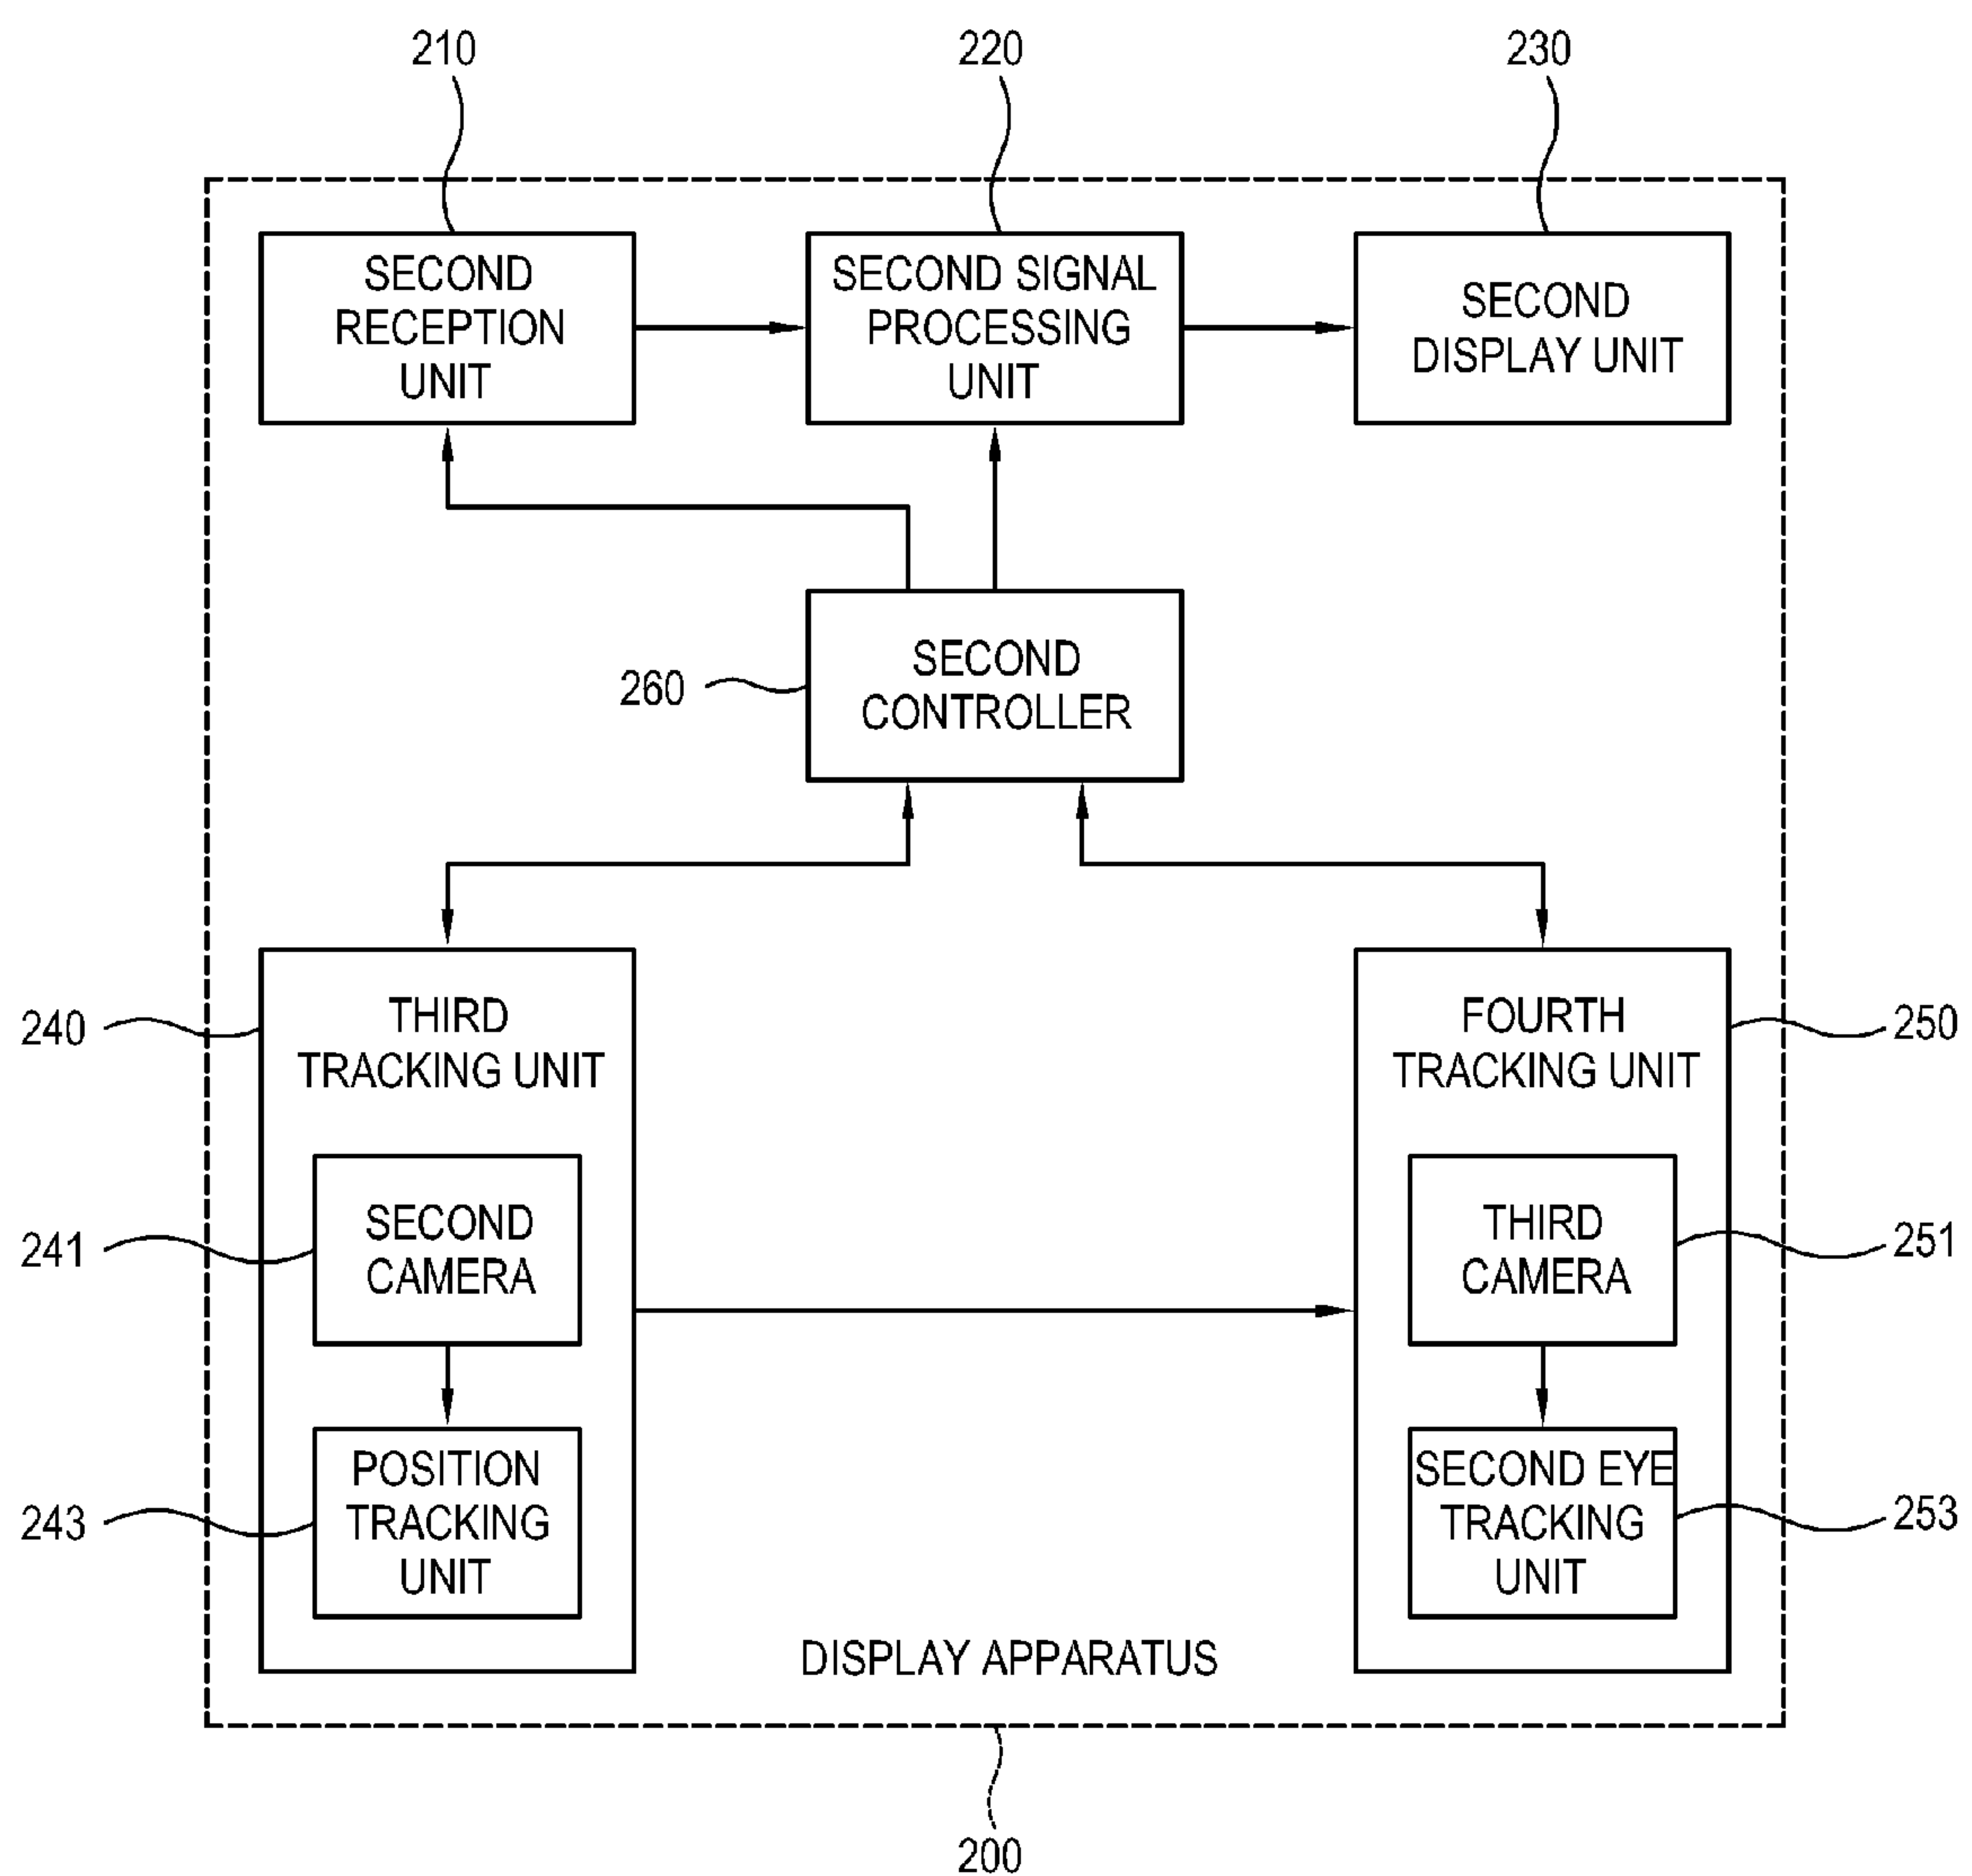 210
220
230
SECOND
RECEPTION
UNIT
SECOND SIGNAL
PROCESSING
UNIT
SECOND
DISPLAY UNIT
260
SECOND
CONTROLLER
240
THIRD
TRACKING UNIT
FOURTH
TRACKING UNIT
250
241
SECOND
CAMERA
THIRD
CAMERA
251
243
POSITION
TRACKING
UNIT
SECOND EYE
TRACKING
UNIT
253
DISPLAY APPARATUS
200